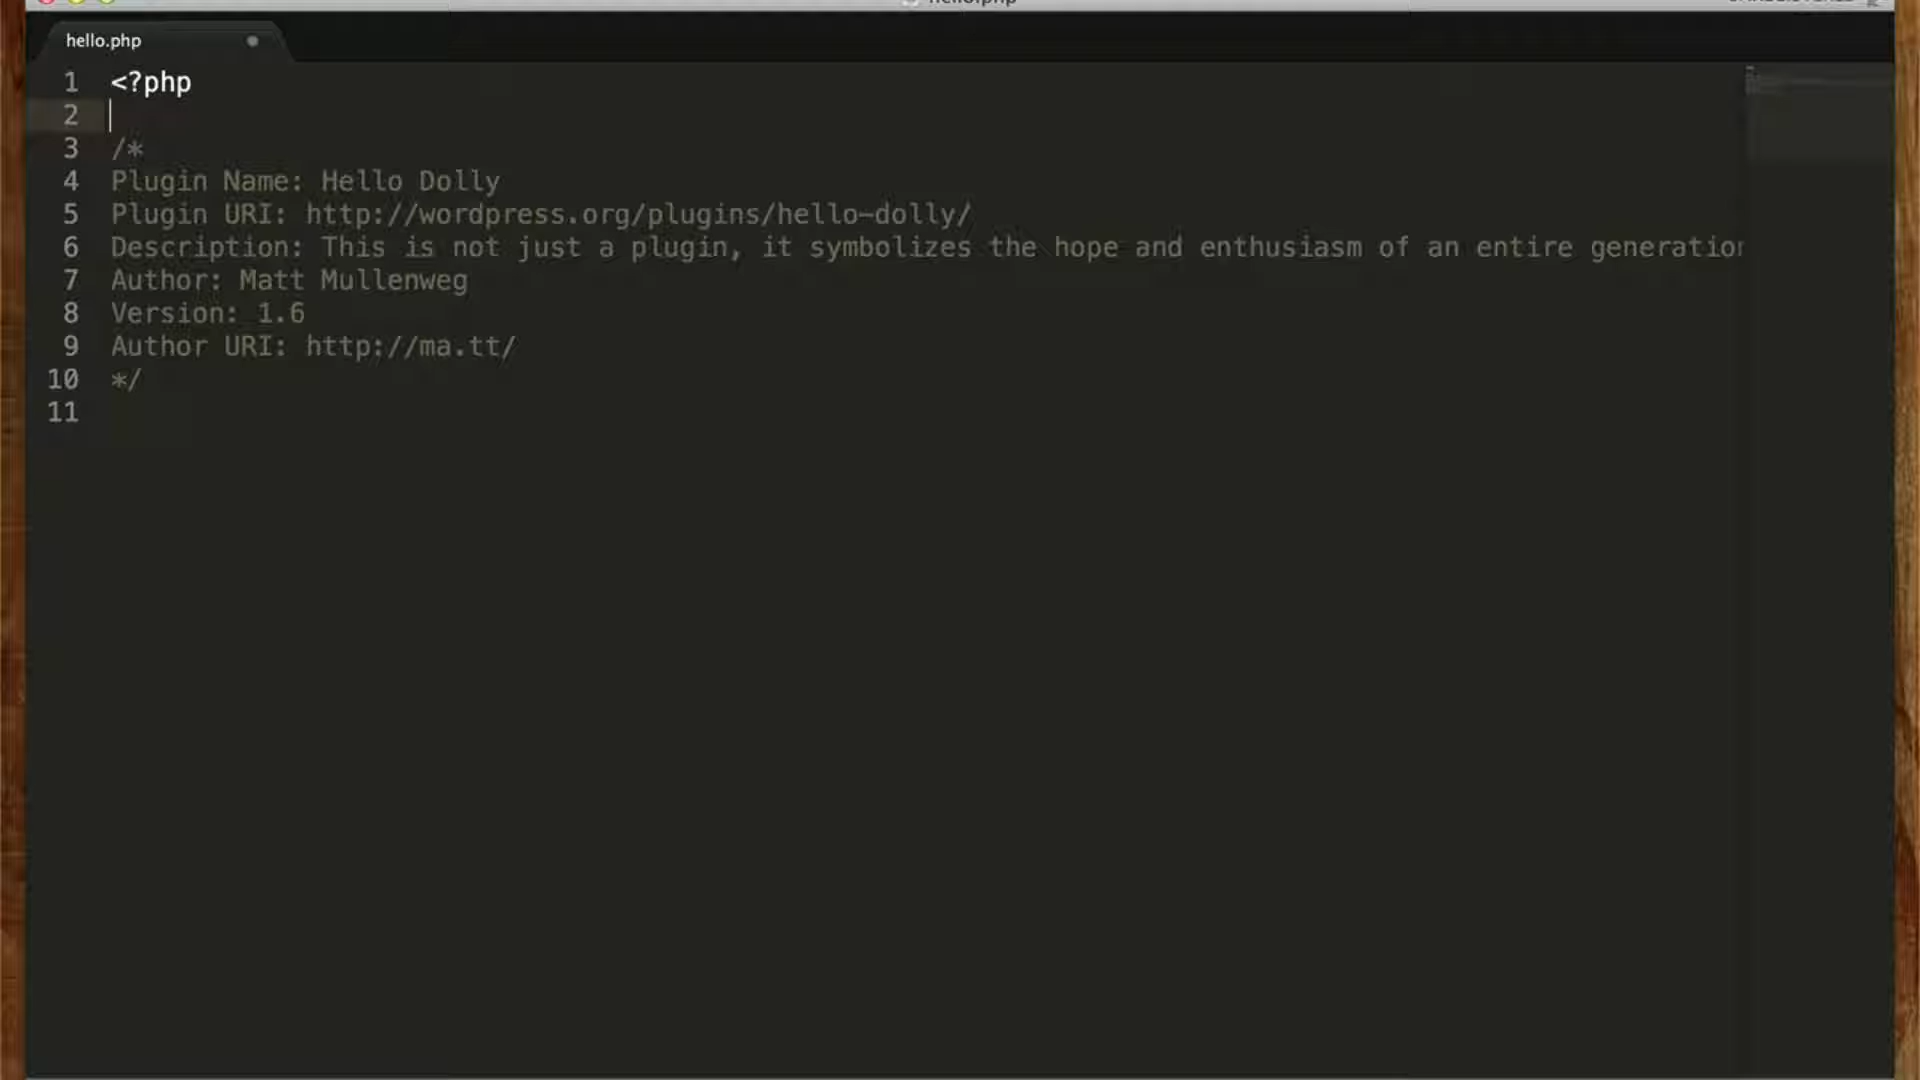 hello.php
1 <?php
2
3 /*
4 Plugin Name: Hello Dolly
5 Plugin URI: http://wordpress.org/plugins/hello-dolly/
6 Description: This is not just a plugin, it symbolizes the hope and enthusiasm of an entire generation
7 Author: Matt Mullenweg
8 Version: 1.6
9 Author URI: http://ma.tt/
10 */
11